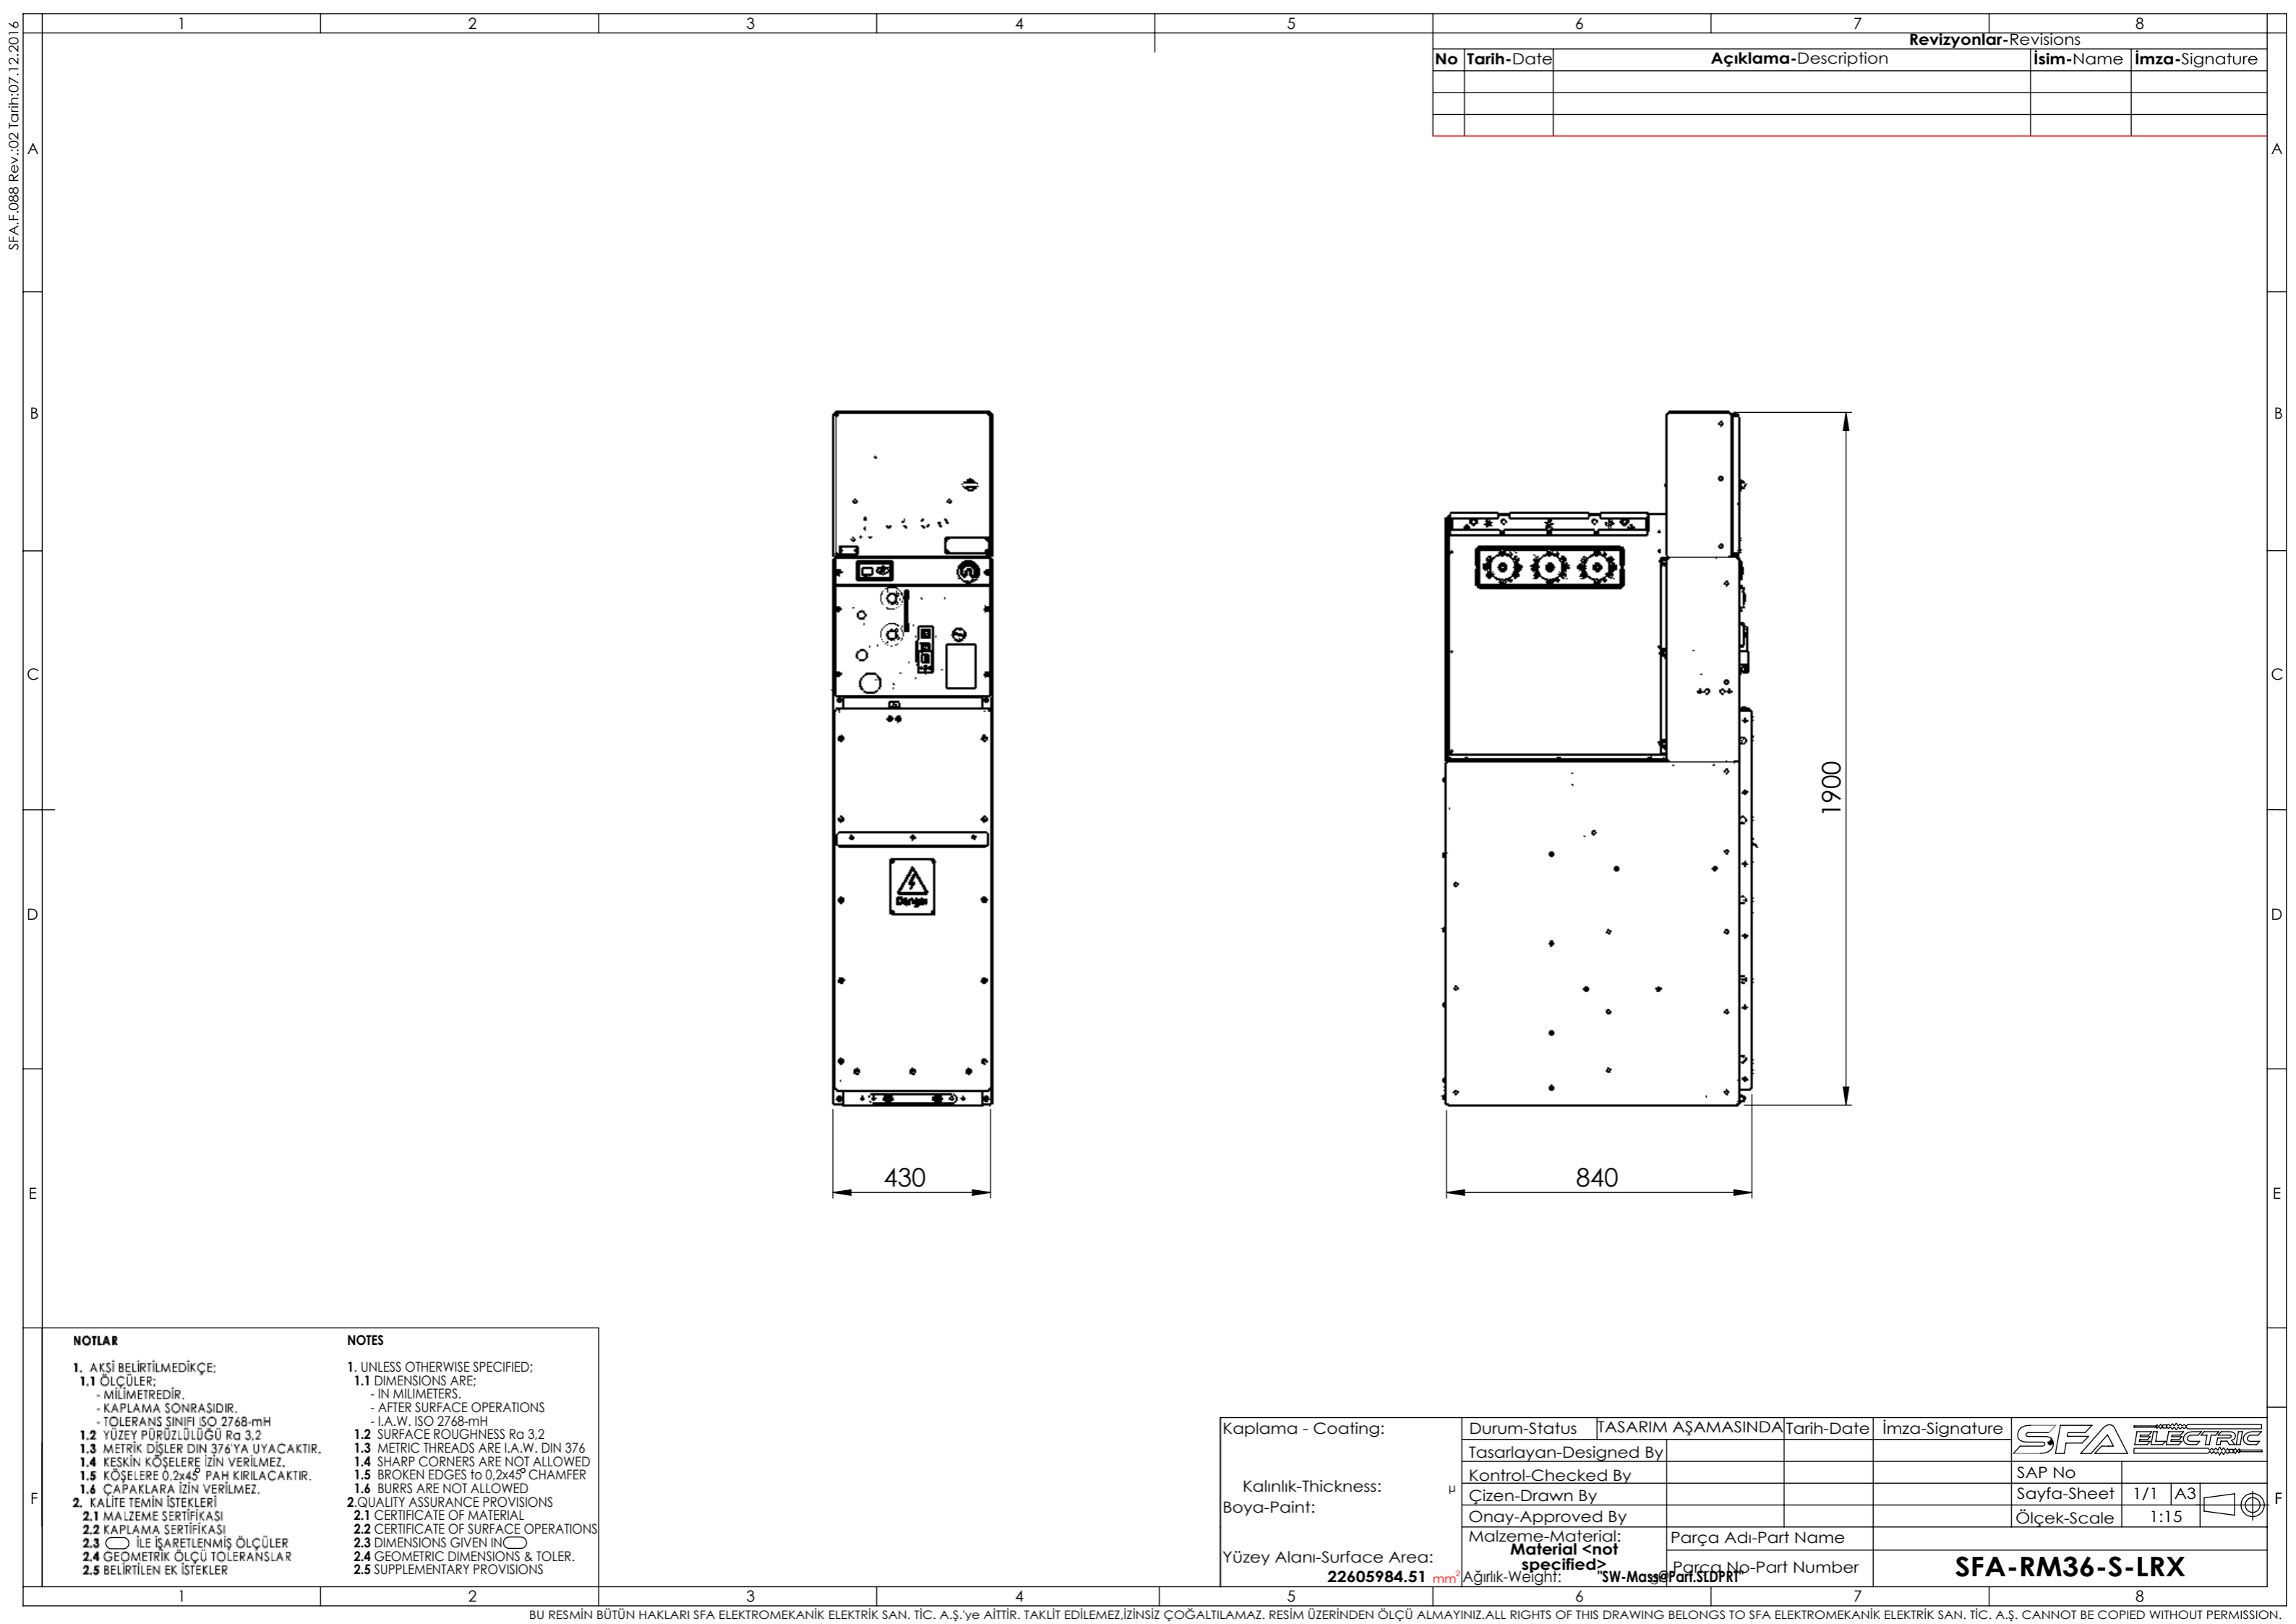 SFA.F.088 Rev.:02 Tarih:07.12.2016
1 2 3 4 5 6 7 8
Revizyonlar-Revisions
No Tarih-Date Açıklama-Description İsim-Name İmza-Signature
A A
B B
C C
D D
E E
F F
Danger
1900
430
840
NOTLAR
1. AKSİ BELİRTİLMEDİKÇE;
1.1 ÖLÇÜLER;
- MİLİMETREDİR.
- KAPLAMA SONRASIDIR.
- TOLERANS SINIFI ISO 2768-mH
1.2 YÜZEY PÜRÜZLÜLÜĞÜ Ra 3,2
1.3 METRİK DİŞLER DIN 376'YA UYACAKTIR.
1.4 KESKİN KÖŞELERE İZİN VERİLMEZ.
1.5 KÖŞELERE 0,2x45° PAH KIRILACAKTIR.
1.6 ÇAPAKLARA İZİN VERİLMEZ.
2. KALİTE TEMİN İSTEKLERİ
2.1 MALZEME SERTİFİKASI
2.2 KAPLAMA SERTİFİKASI
2.3 İLE İŞARETLENMİŞ ÖLÇÜLER
2.4 GEOMETRİK ÖLÇÜ TOLERANSLAR
2.5 BELİRTİLEN EK İSTEKLER
NOTES
1. UNLESS OTHERWISE SPECIFIED;
1.1 DIMENSIONS ARE;
- IN MILIMETERS.
- AFTER SURFACE OPERATIONS
- I.A.W. ISO 2768-mH
1.2 SURFACE ROUGHNESS Ra 3,2
1.3 METRIC THREADS ARE I.A.W. DIN 376
1.4 SHARP CORNERS ARE NOT ALLOWED
1.5 BROKEN EDGES to 0,2x45° CHAMFER
1.6 BURRS ARE NOT ALLOWED
2.QUALITY ASSURANCE PROVISIONS
2.1 CERTIFICATE OF MATERIAL
2.2 CERTIFICATE OF SURFACE OPERATIONS
2.3 DIMENSIONS GIVEN IN
2.4 GEOMETRIC DIMENSIONS & TOLER.
2.5 SUPPLEMENTARY PROVISIONS
Kaplama - Coating:
Kalınlık-Thickness: µ
Boya-Paint:
Yüzey Alanı-Surface Area:
22605984.51 mm²
Durum-Status TASARIM AŞAMASINDA Tarih-Date İmza-Signature
Tasarlayan-Designed By
Kontrol-Checked By
Çizen-Drawn By
Onay-Approved By
Malzeme-Material:
Material <not
specified>
Ağırlık-Weight: "SW-Mass@Part.SLDPRT"
Parça Adı-Part Name
Parça No-Part Number
SFA ELECTRIC
SAP No
Sayfa-Sheet 1/1 A3
Ölçek-Scale 1:15
SFA-RM36-S-LRX
1 2 3 4 5 6 7 8
BU RESMİN BÜTÜN HAKLARI SFA ELEKTROMEKANİK ELEKTRİK SAN. TİC. A.Ş.'ye AİTTİR. TAKLİT EDİLEMEZ,İZİNSİZ ÇOĞALTILAMAZ. RESİM ÜZERİNDEN ÖLÇÜ ALMAYINIZ.ALL RIGHTS OF THIS DRAWING BELONGS TO SFA ELEKTROMEKANİK ELEKTRİK SAN. TİC. A.Ş. CANNOT BE COPIED WITHOUT PERMISSION